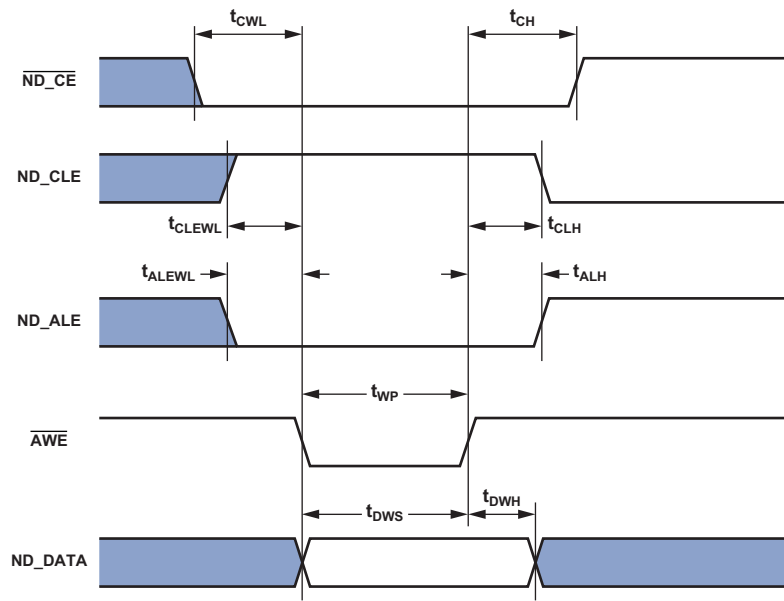 tCWL tCH
ND_CE
ND_CLE
tCLEWL tCLH
tALEWL tALH
ND_ALE
tWP
AWE
tDWS tDWH
ND_DATA